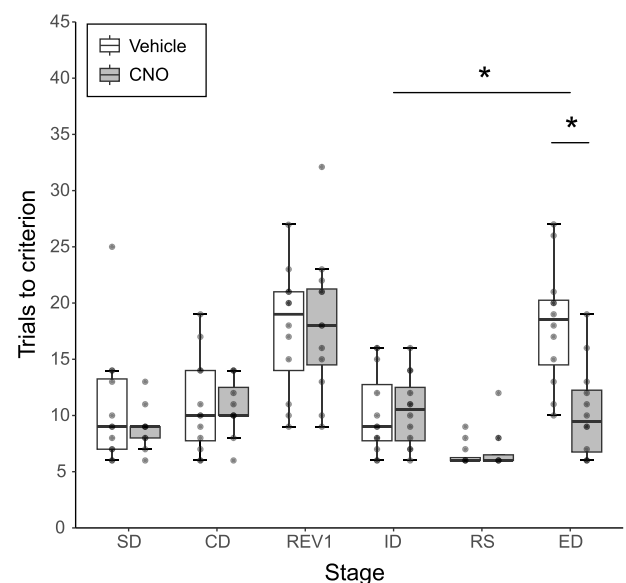 45
40
35
30
25
20
15
10
5
0
Trials to criterion
Vehicle
CNO
*
*
SD CD REV1 ID RS ED
Stage